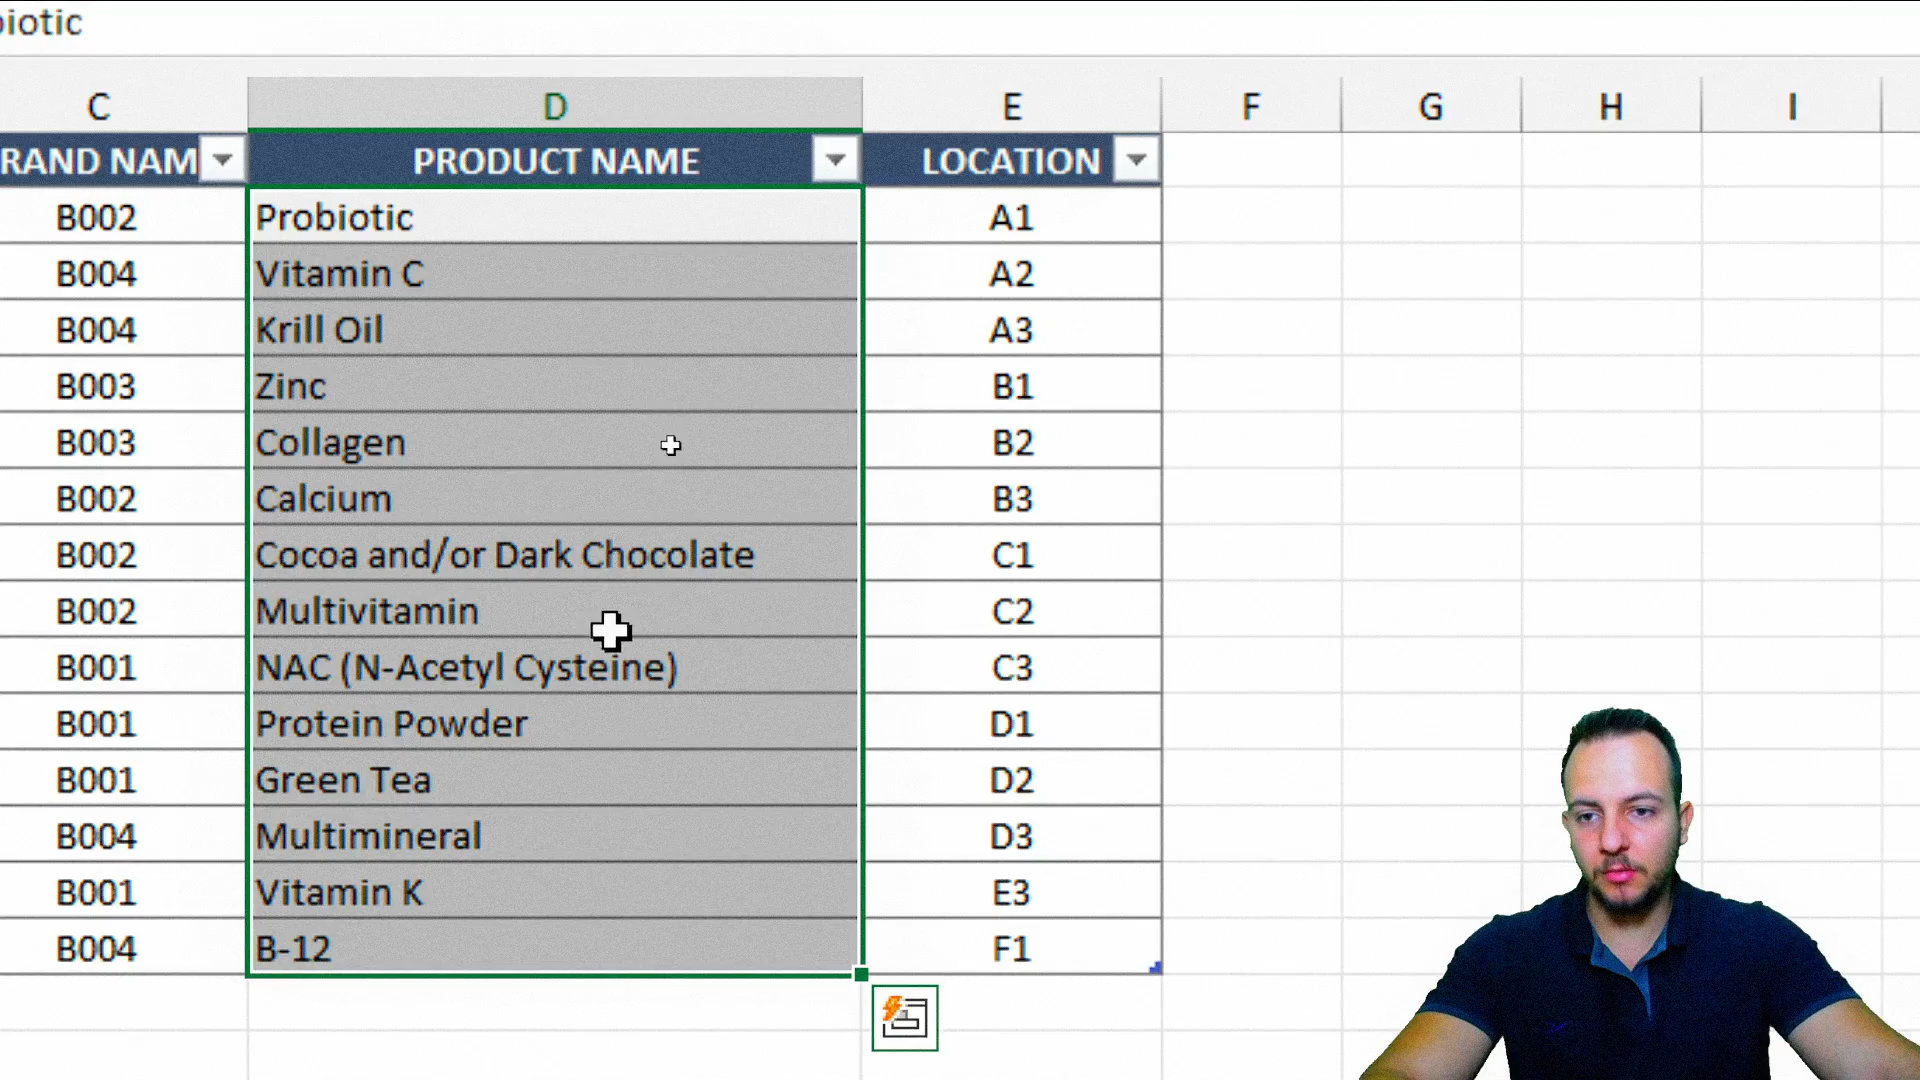 biotic
C D E F G H I
RAND NAM PRODUCT NAME LOCATION
B002 Probiotic A1
B004 Vitamin C A2
B004 Krill Oil A3
B003 Zinc B1
B003 Collagen B2
B002 Calcium B3
B002 Cocoa and/or Dark Chocolate C1
B002 Multivitamin C2
B001 NAC (N-Acetyl Cysteine) C3
B001 Protein Powder D1
B001 Green Tea D2
B004 Multimineral D3
B001 Vitamin K E3
B004 B-12 F1